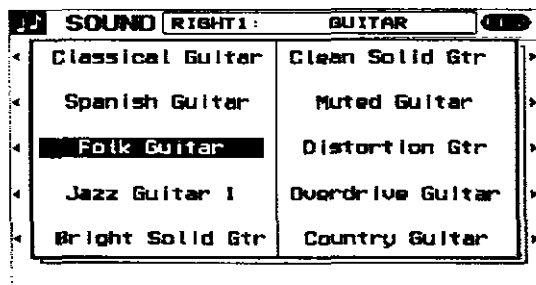 SOUND RIGHT1: GUITAR
Classical Guitar Clean Solid Gtr
Spanish Guitar Muted Guitar
Folk Guitar Distortion Gtr
Jazz Guitar 1 Overdrive Guitar
Bright Solid Gtr Country Guitar